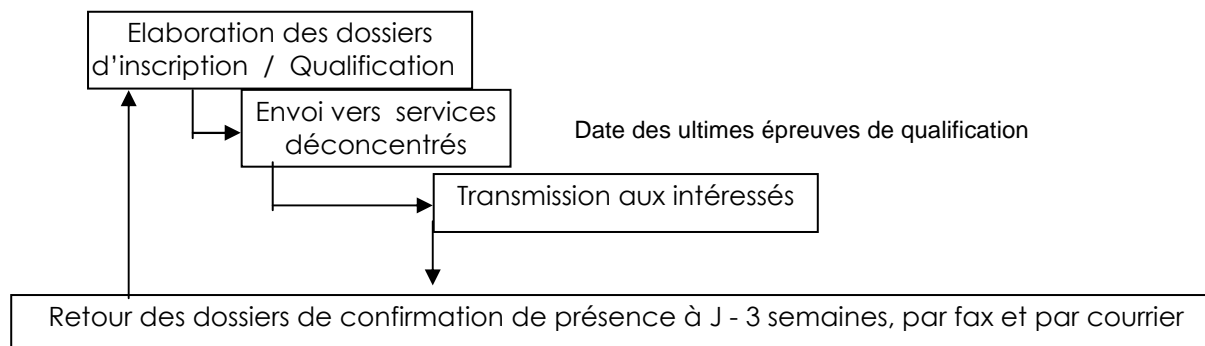 Elaboration des dossiers
d'inscription / Qualification
Envoi vers services
déconcentrés
Date des ultimes épreuves de qualification
Transmission aux intéressés
Retour des dossiers de confirmation de présence à J - 3 semaines, par fax et par courrier